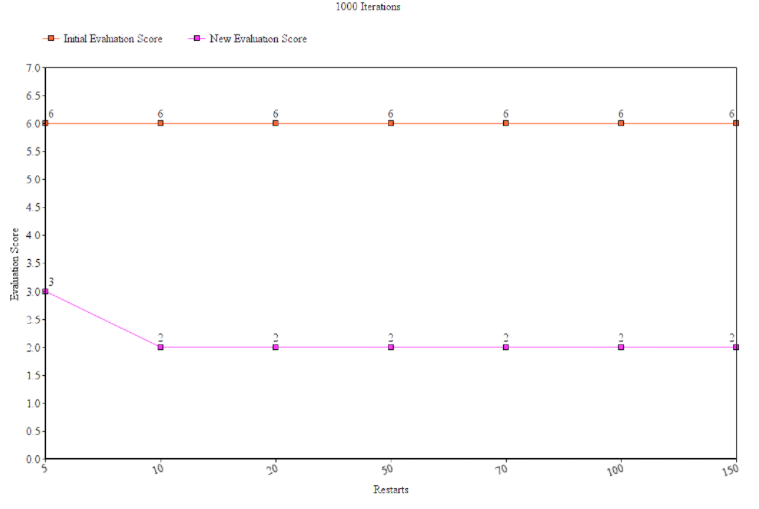 1000 Iterations
Initial Evaluation Score New Evaluation Score
7.0
6 6 6 6 6 6 6
6.5
6.0
5.5
5.0
4.5
4.0
3.5
3
3.0
2.5
2 2 2 2 2 2
2.0
1.5
1.0
0.5
0.0
Evaluation Score
5 10 20 50 70 100 150
Restarts